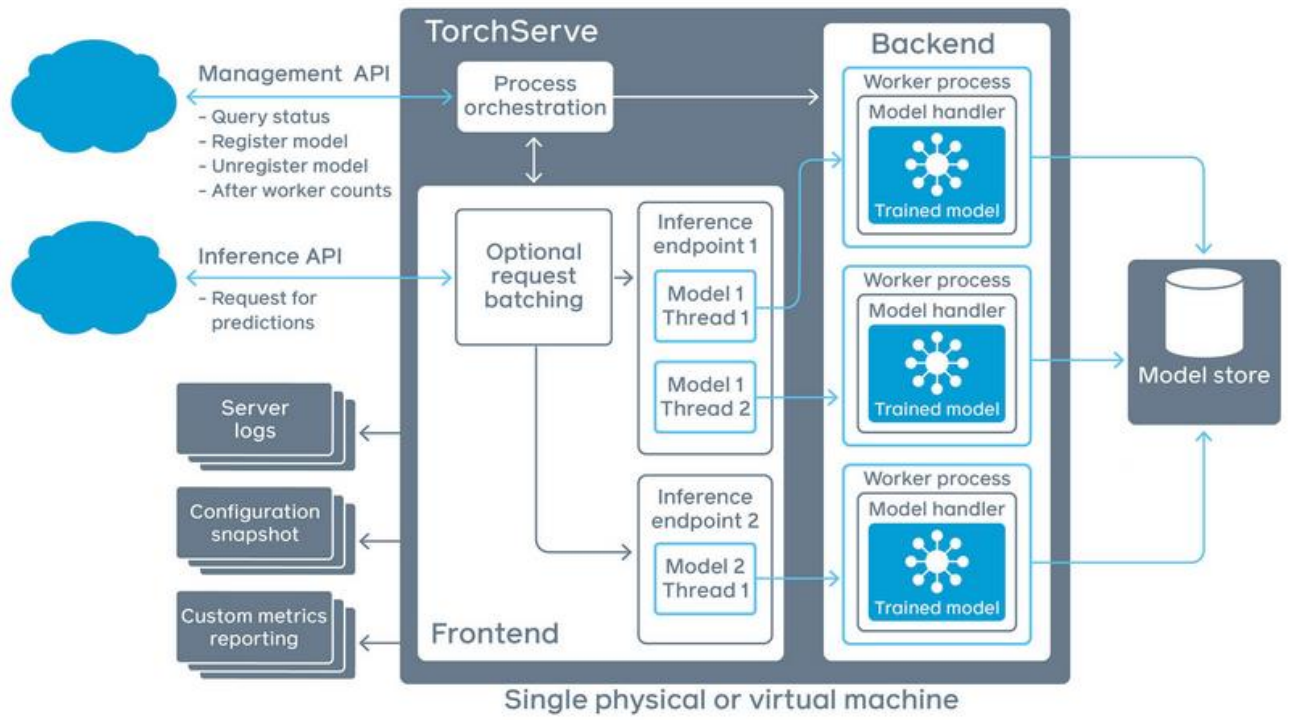 TorchServe
Backend
Management API
- Query status
- Register model
- Unregister model
- After worker counts
Process
orchestration
Inference API
- Request for
predictions
Optional
request
batching
Inference
endpoint 1
Model 1
Thread 1
Model 1
Thread 2
Inference
endpoint 2
Model 2
Thread 1
Frontend
Worker process
Model handler
Trained model
Worker process
Model handler
Trained model
Worker process
Model handler
Trained model
Model store
Server
logs
Configuration
snapshot
Custom metrics
reporting
Single physical or virtual machine